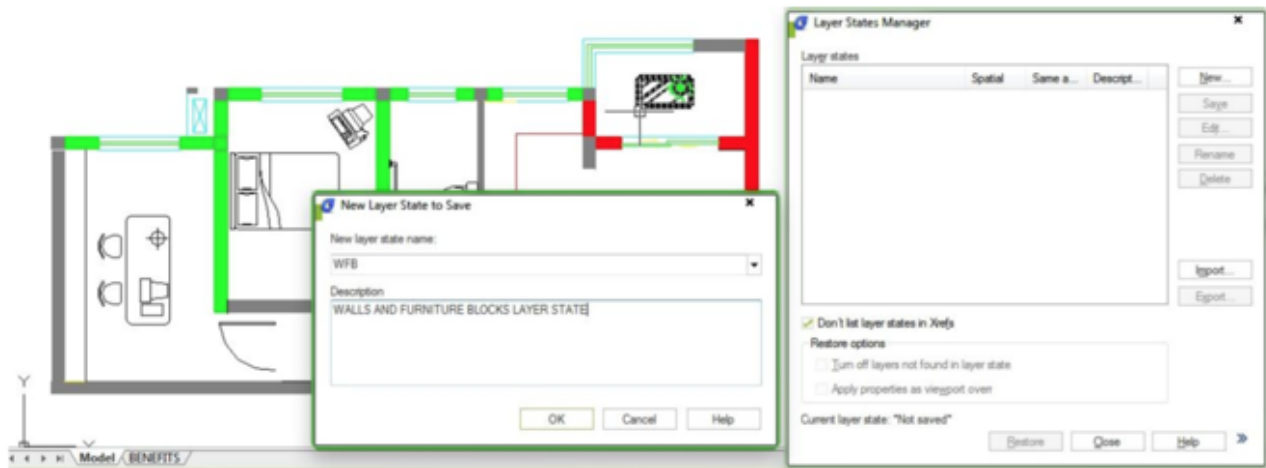 Layer States Manager
Layer states
Name Spatial Same a... Descript...
New...
Save
Edit...
Rename
Delete
Import...
Export...
Don't list layer states in Xrefs
Restore options
Turn off layers not found in layer state
Apply properties as viewport overr
Current layer state: "Not saved"
Restore Close Help
New Layer State to Save
New layer state name:
WFB
Description
WALLS AND FURNITURE BLOCKS LAYER STATE
OK Cancel Help
Y
Model BENEFITS